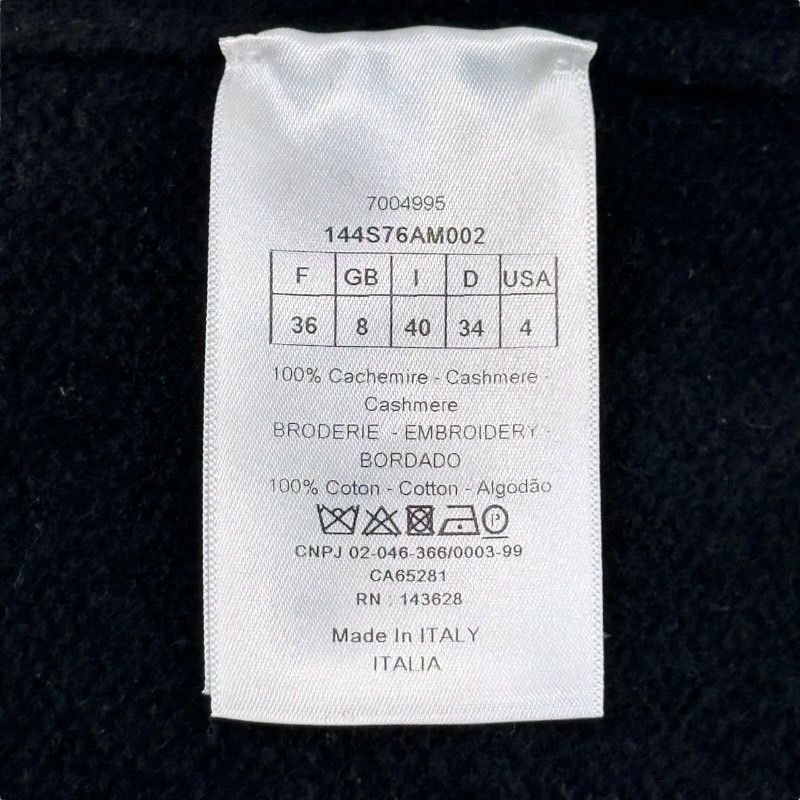 7004995
144S76AM002
F GB I D USA
36 8 40 34 4
100% Cachemire - Cashmere -
Cashmere
BRODERIE - EMBROIDERY -
BORDADO
100% Coton - Cotton - Algodão
P
CNPJ 02-046-366/0003-99
CA65281
RN : 143628
Made In ITALY
ITALIA